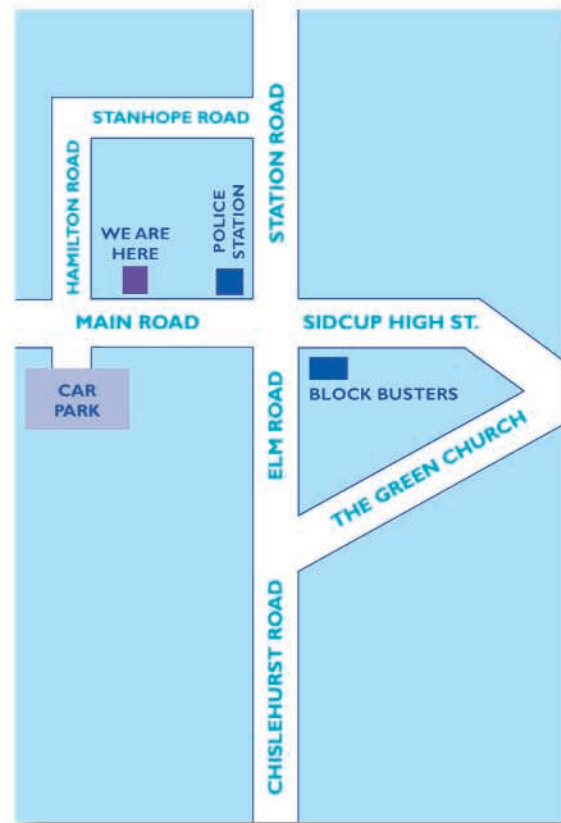 STANHOPE ROAD
HAMILTON ROAD
STATION ROAD
WE ARE
HERE
POLICE
STATION
MAIN ROAD
SIDCUP HIGH ST.
CAR
PARK
ELM ROAD
BLOCK BUSTERS
THE GREEN CHURCH
CHISLEHURST ROAD